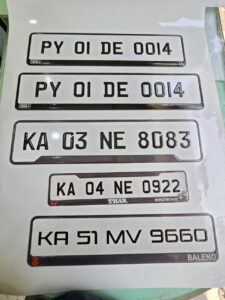 PY 01 DE 0014
PY 01 DE 0014
KA 03 NE 8083
KA 04 NE 0922
THAR
KA 51 MV 9660
BALENO